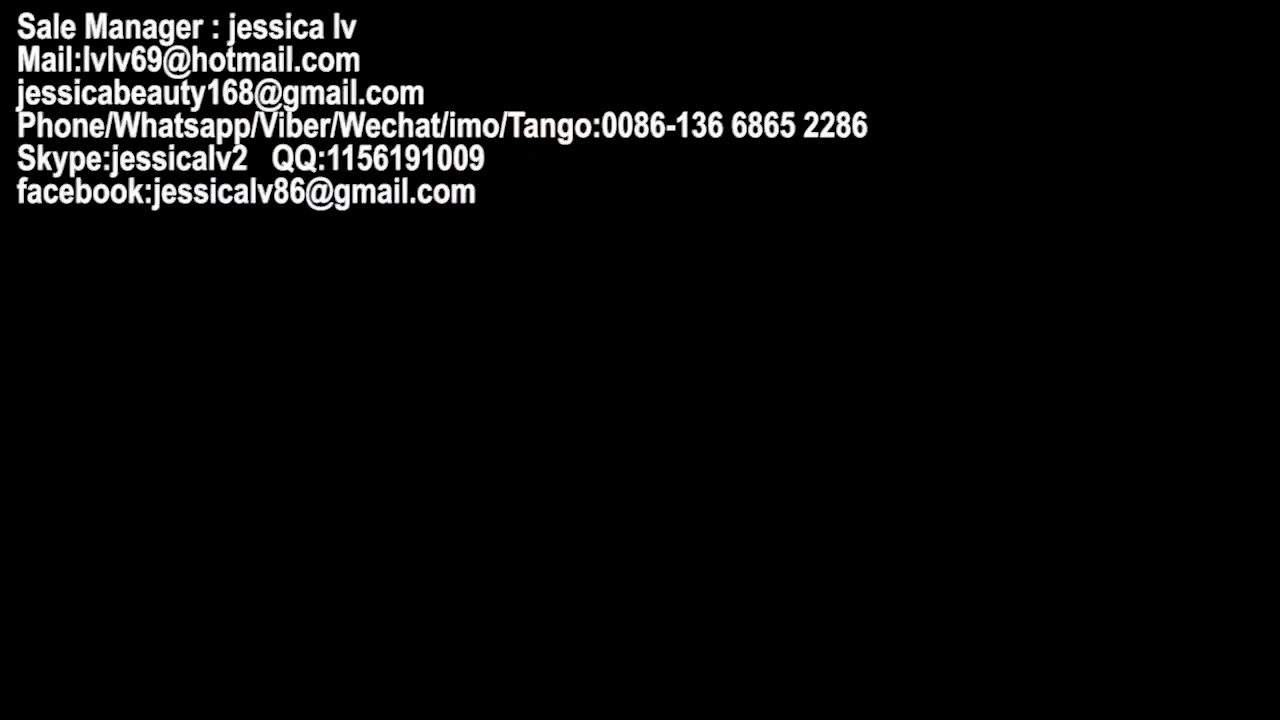 Sale Manager : jessica lv
Mail:lvlv69@hotmail.com
jessicabeauty168@gmail.com
Phone/Whatsapp/Viber/Wechat/imo/Tango:0086-136 6865 2286
Skype:jessicalv2   QQ:1156191009
facebook:jessicalv86@gmail.com